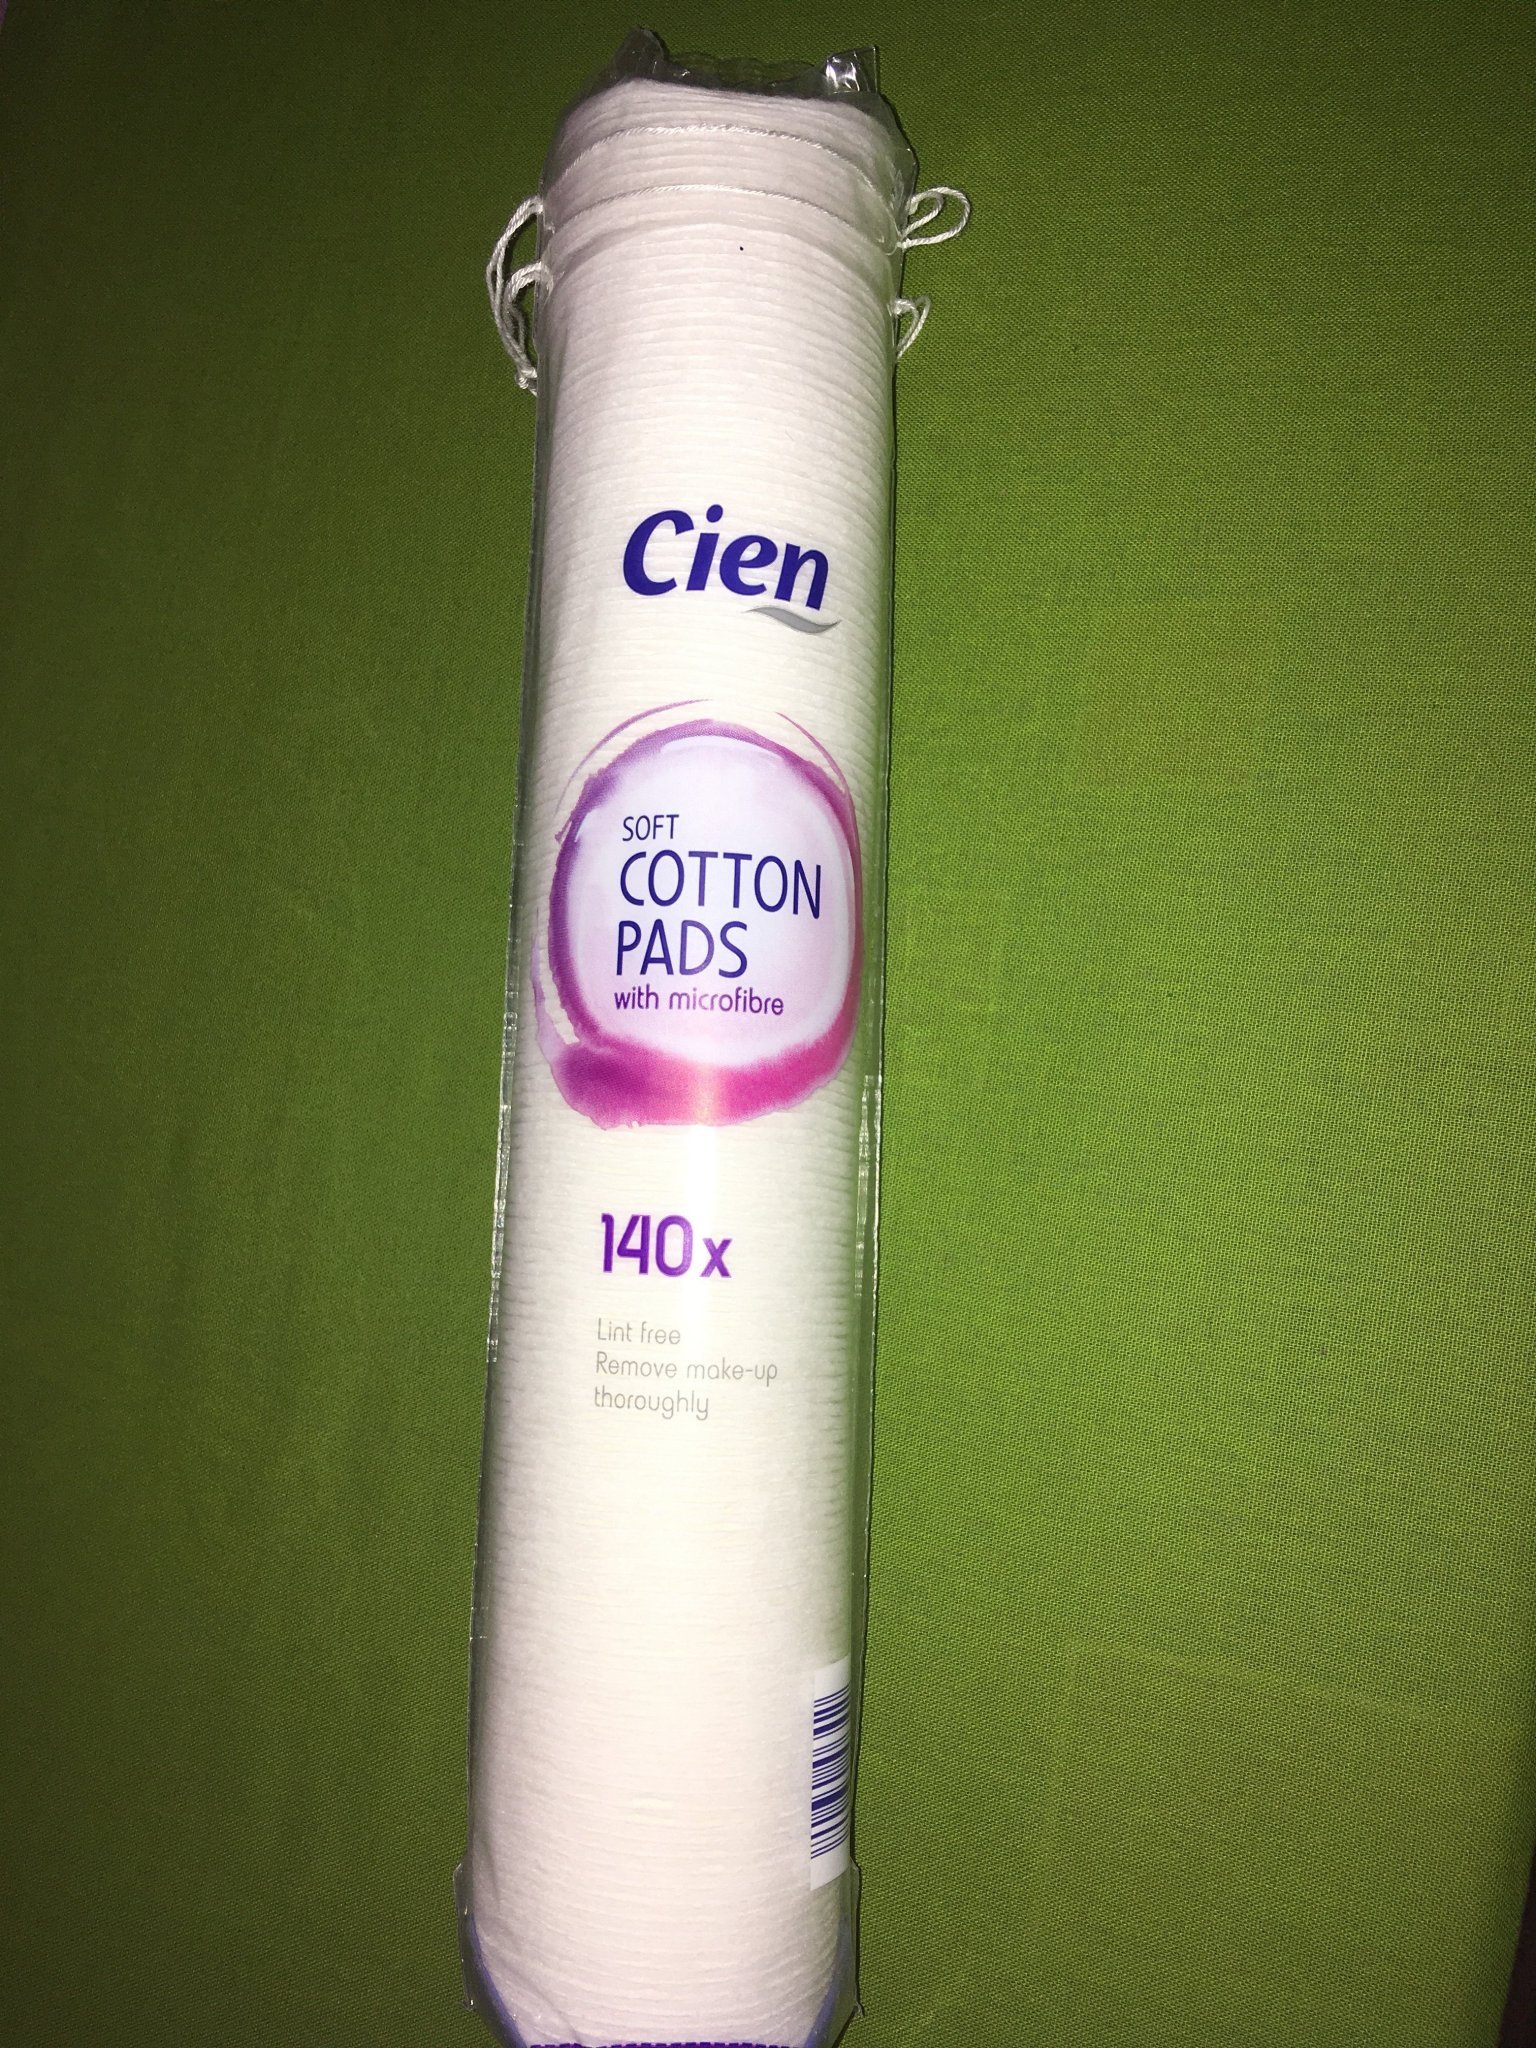 Cien
SOFT
COTTON
PADS
with microfibre
140x
Lint free
Remove make-up
thoroughly